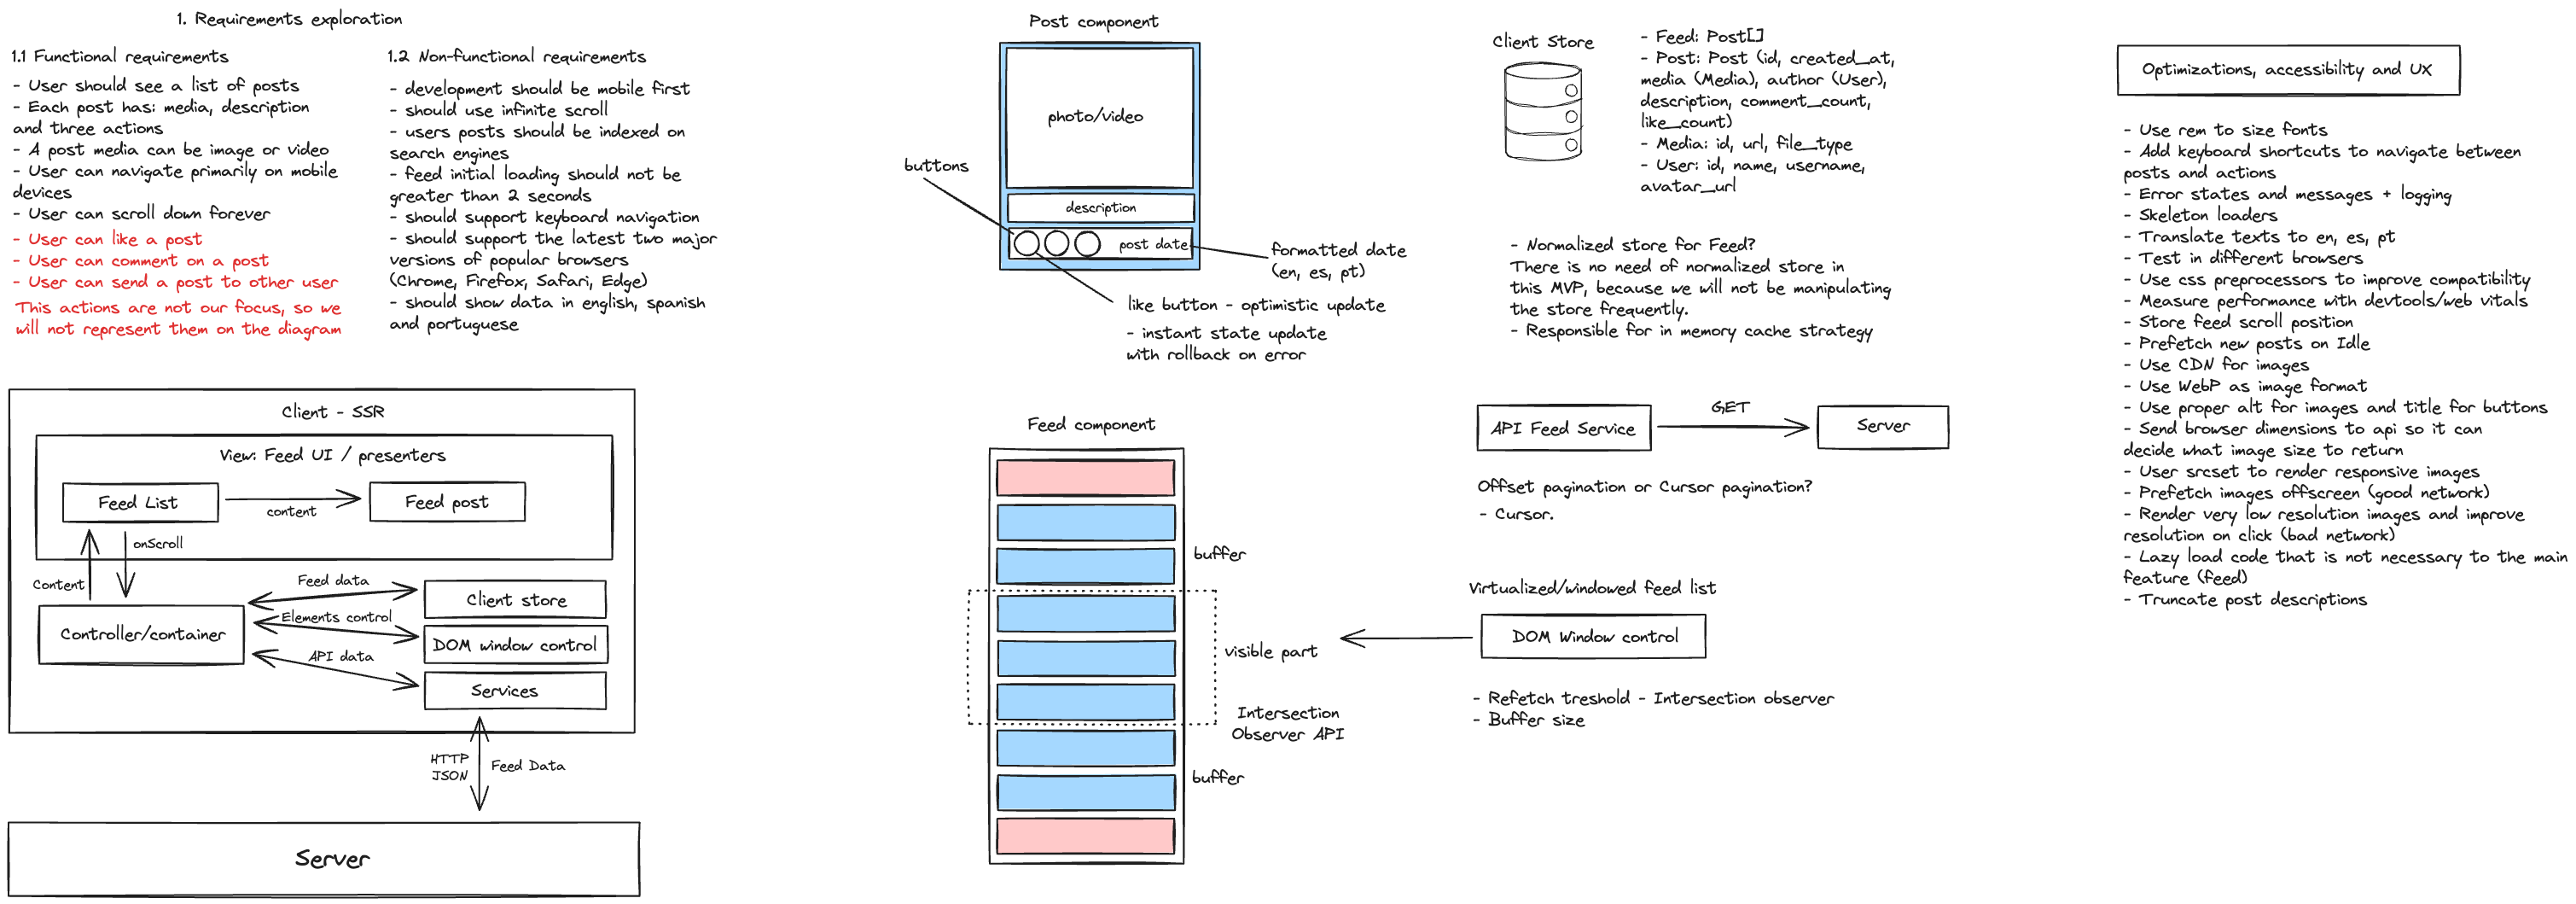 1. Requirements exploration
1.1 Functional requirements
- User should see a list of posts
- Each post has: media, description
and three actions
- A post media can be image or video
- User can navigate primarily on mobile
devices
- User can scroll down forever
- User can like a post
- User can comment on a post
- User can send a post to other user
This actions are not our focus, so we
will not represent them on the diagram
1.2 Non-functional requirements
- development should be mobile first
- should use infinite scroll
- users posts should be indexed on
search engines
- feed initial loading should not be
greater than 2 seconds
- should support keyboard navigation
- should support the latest two major
versions of popular browsers
(Chrome, Firefox, Safari, Edge)
- should show data in english, spanish
and portuguese
Client - SSR
View: Feed UI / presenters
Feed List
content
Feed post
onScroll
Content
Controller/container
Feed data
Client store
Elements control
DOM window control
API data
Services
HTTP
JSON
Feed Data
Server
Post component
photo/video
buttons
description
post date
formatted date
(en, es, pt)
like button - optimistic update
- instant state update
with rollback on error
Feed component
buffer
visible part
Intersection
Observer API
buffer
Client Store
- Feed: Post[]
- Post: Post (id, created_at,
media (Media), author (User),
description, comment_count,
like_count)
- Media: id, url, file_type
- User: id, name, username,
avatar_url
- Normalized store for Feed?
There is no need of normalized store in
this MVP, because we will not be manipulating
the store frequently.
- Responsible for in memory cache strategy
API Feed Service
GET
Server
Offset pagination or Cursor pagination?
- Cursor.
Virtualized/windowed feed list
DOM Window control
- Refetch treshold - Intersection observer
- Buffer size
Optimizations, accessibility and UX
- Use rem to size fonts
- Add keyboard shortcuts to navigate between
posts and actions
- Error states and messages + logging
- Skeleton loaders
- Translate texts to en, es, pt
- Test in different browsers
- Use css preprocessors to improve compatibility
- Measure performance with devtools/web vitals
- Store feed scroll position
- Prefetch new posts on Idle
- Use CDN for images
- Use WebP as image format
- Use proper alt for images and title for buttons
- Send browser dimensions to api so it can
decide what image size to return
- User srcset to render responsive images
- Prefetch images offscreen (good network)
- Render very low resolution images and improve
resolution on click (bad network)
- Lazy load code that is not necessary to the main
feature (feed)
- Truncate post descriptions